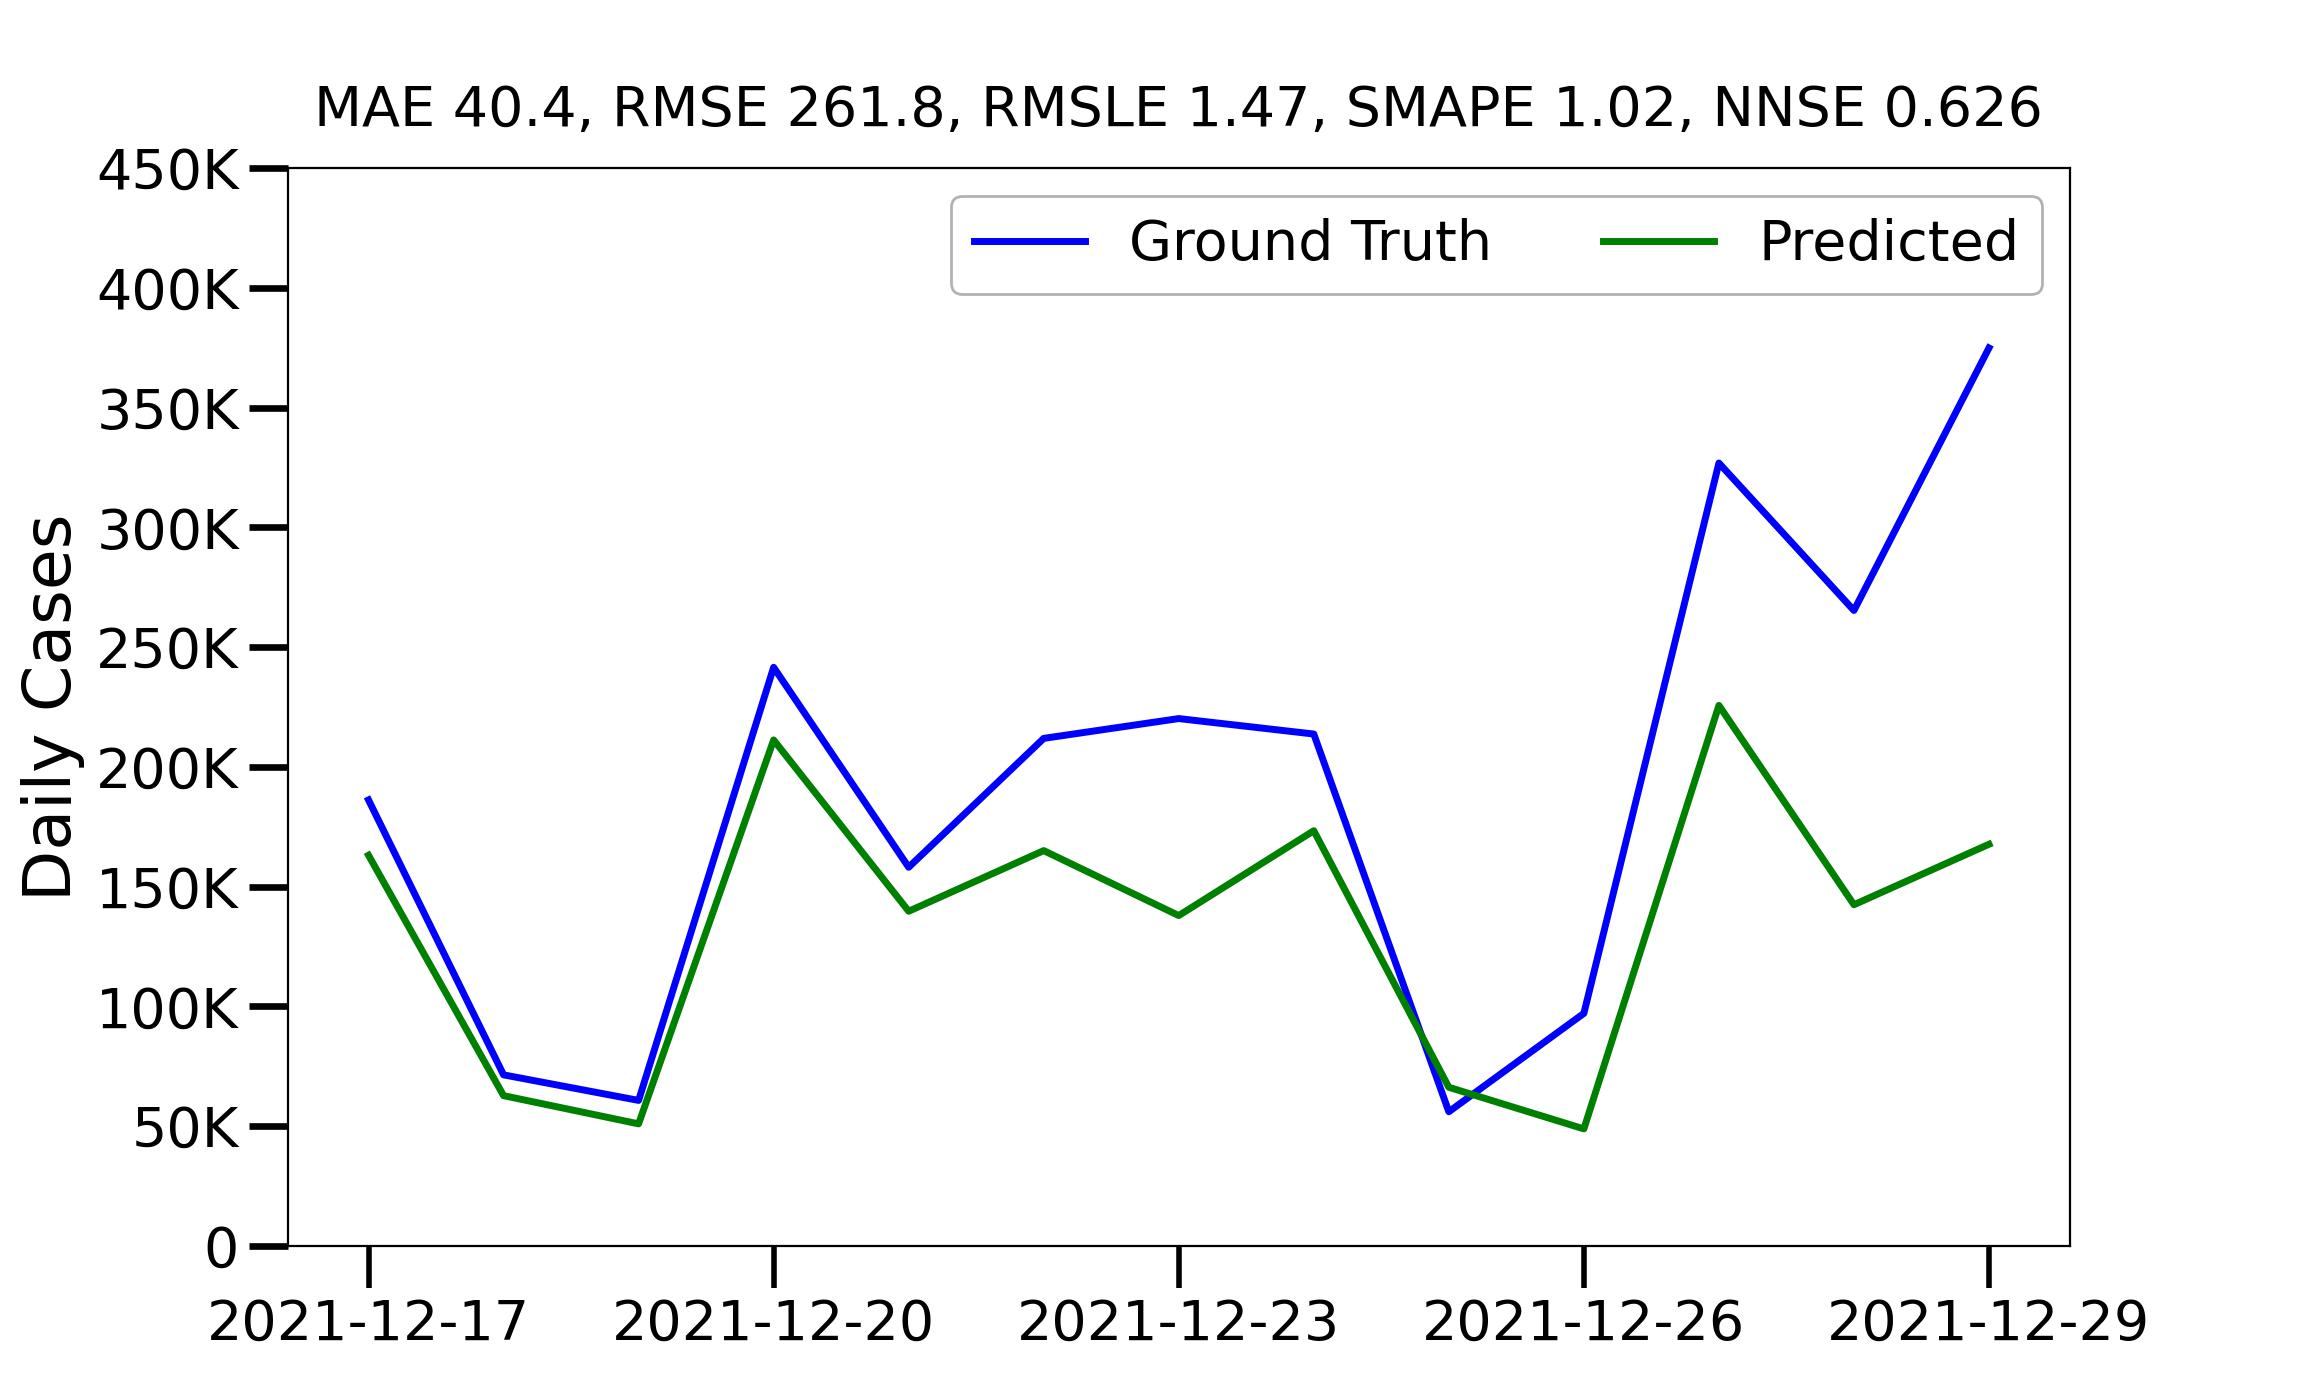 MAE 40.4, RMSE 261.8, RMSLE 1.47, SMAPE 1.02, NNSE 0.626
Ground Truth
Predicted
Daily Cases
450K
400K
350K
300K
250K
200K
150K
100K
50K
0
2021-12-17
2021-12-20
2021-12-23
2021-12-26
2021-12-29